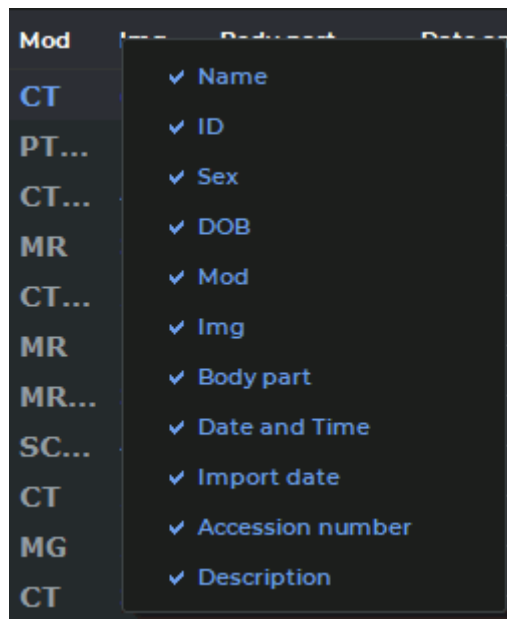 Mod
CT
PT...
CT...
MR
CT...
MR
MR...
SC...
CT
MG
CT
Name
ID
Sex
DOB
Mod
Img
Body part
Date and Time
Import date
Accession number
Description